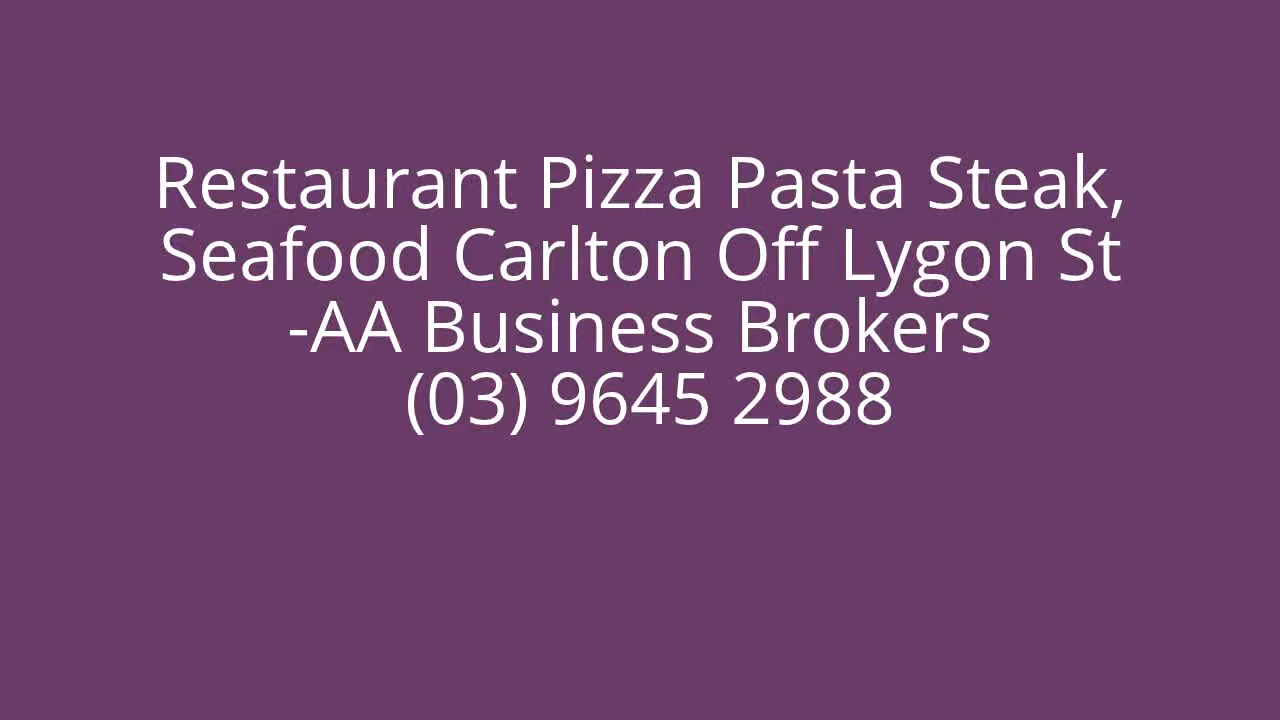 Restaurant Pizza Pasta Steak,
Seafood Carlton Off Lygon St
-AA Business Brokers
(03) 9645 2988